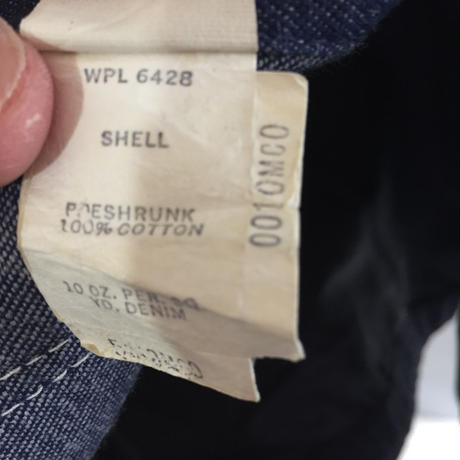 WPL 6428
SHELL
PRESHRUNK
100% COTTON
10 OZ. PER. SQ
YD. DENIM
0010MCO